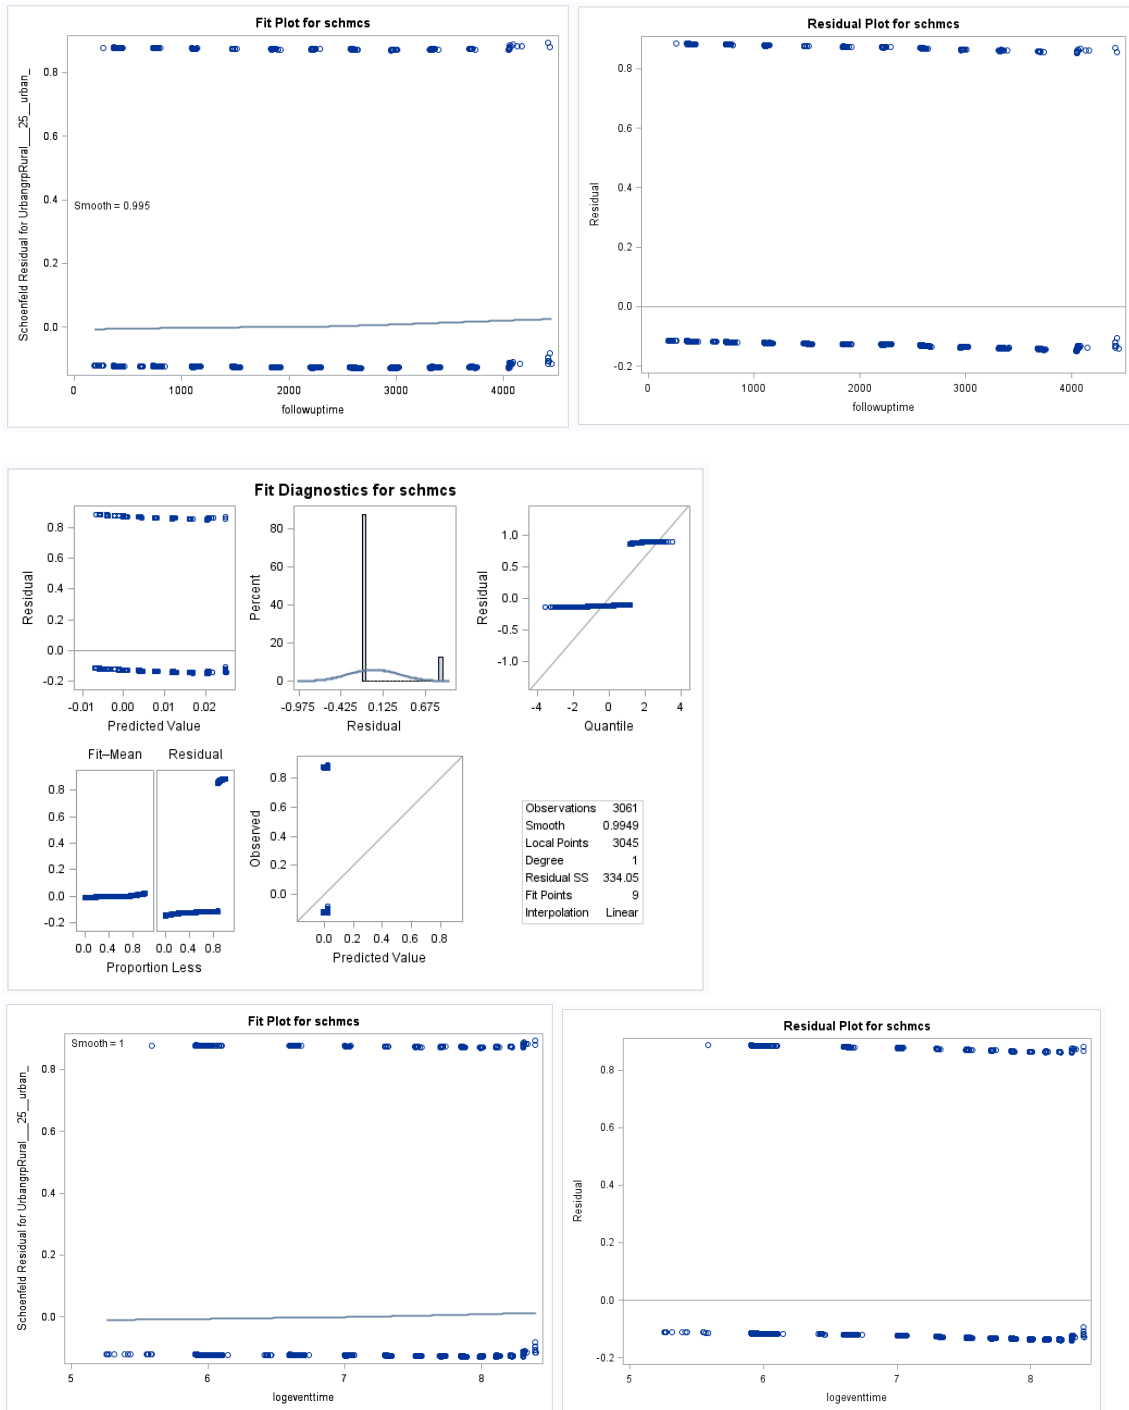 Fit Plot for schmcs
Schoenfeld Residual for UrbangrpRural___25__urban_
0.8
0.6
0.4
0.2
0.0
Smooth = 0.995
0 1000 2000 3000 4000
followuptime
Residual Plot for schmcs
Residual
0.8
0.6
0.4
0.2
0.0
-0.2
0 1000 2000 3000 4000
followuptime
Fit Diagnostics for schmcs
Residual
0.8
0.6
0.4
0.2
0.0
-0.2
-0.01 0.00 0.01 0.02
Predicted Value
Percent
80
60
40
20
0
-0.975 -0.425 0.125 0.675
Residual
Residual
1.0
0.5
0.0
-0.5
-1.0
-4 -2 0 2 4
Quantile
Fit–Mean Residual
0.8
0.6
0.4
0.2
0.0
-0.2
0.0 0.4 0.8 0.0 0.4 0.8
Proportion Less
Observed
0.8
0.6
0.4
0.2
0.0
0.0 0.2 0.4 0.6 0.8
Predicted Value
Observations 3061
Smooth 0.9949
Local Points 3045
Degree 1
Residual SS 334.05
Fit Points 9
Interpolation Linear
Fit Plot for schmcs
Schoenfeld Residual for UrbangrpRural___25__urban_
Smooth = 1
0.8
0.6
0.4
0.2
0.0
5 6 7 8
logeventtime
Residual Plot for schmcs
Residual
0.8
0.6
0.4
0.2
0.0
-0.2
5 6 7 8
logeventtime